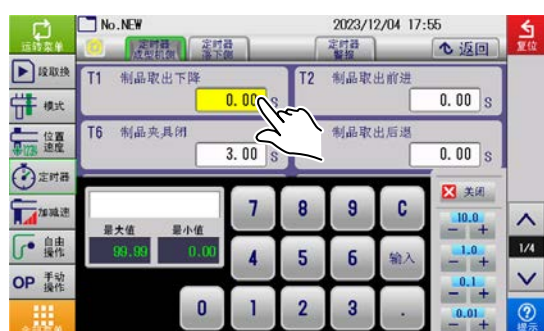 No.NEW
2023/12/04 17:55
运转菜单
定时器
成型机侧
定时器
落下侧
定时器
警报
返回
复位
段取换
T1 制品取出下降
0.00 S
T2 制品取出前进
0.00 S
模式
位置
速度
T6 制品夹具闭
3.00 S
制品取出后退
0.00 S
定时器
关闭
加减速
最大值 最小值
99.99 0.00
7 8 9 C
10.0
- +
自由
操作
4 5 6 输入
1.0
- +
1/4
OP 手动
操作
0.1
- +
0 1 2 3 .
0.01
- +
全部菜单
提示